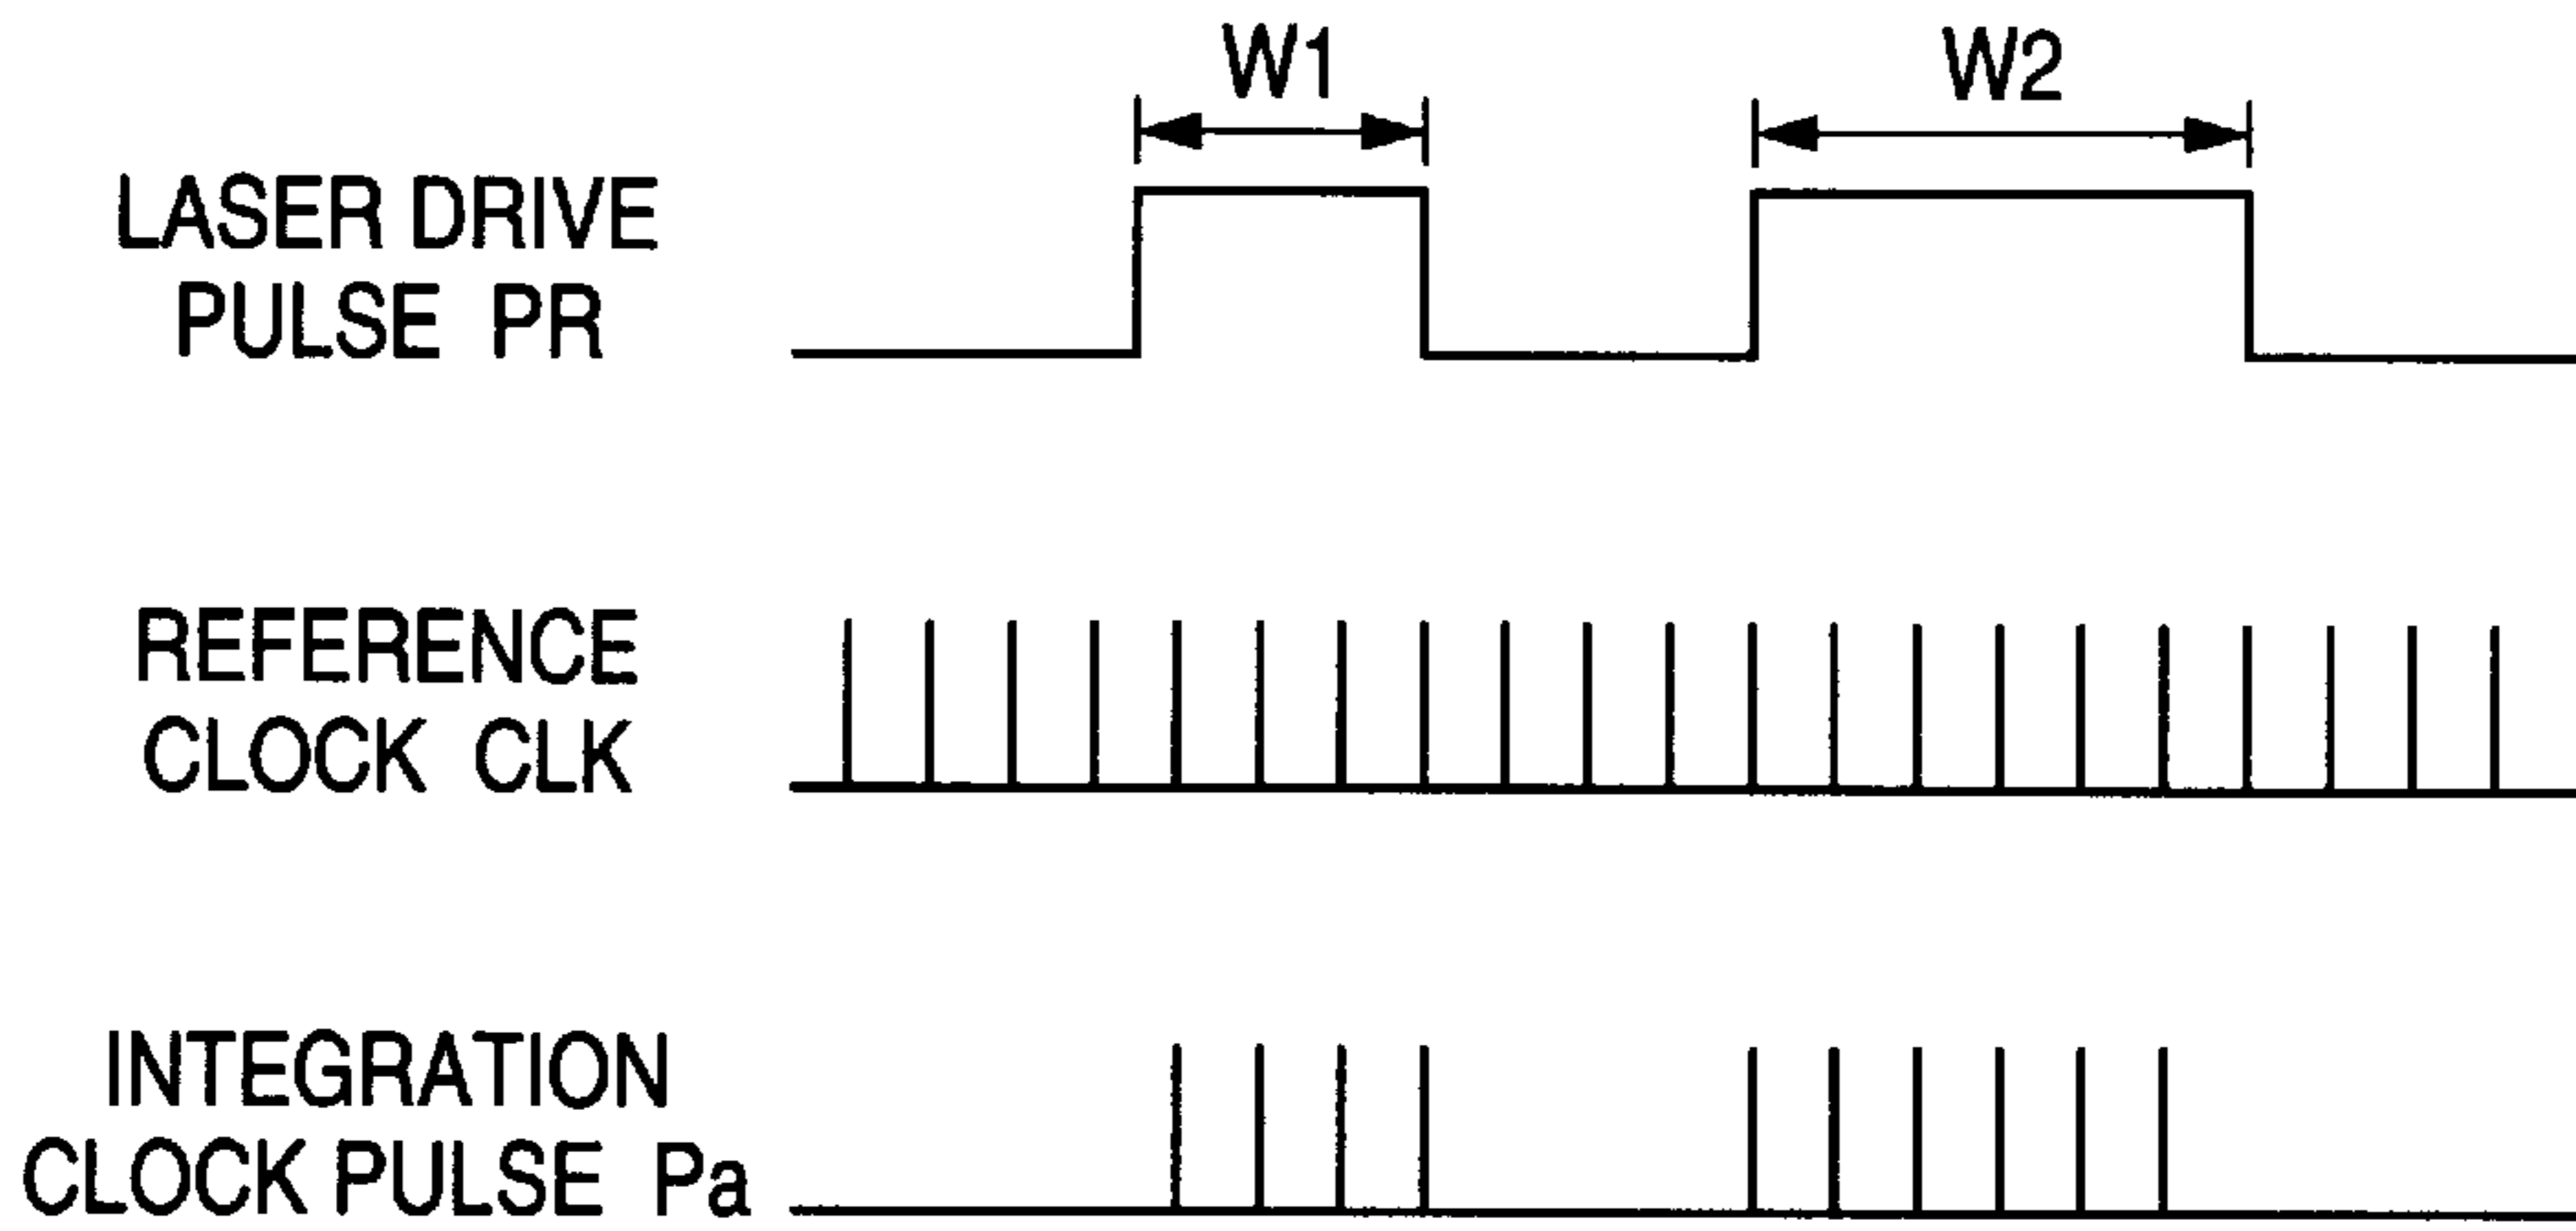 W1
W2
LASER DRIVE
PULSE PR
REFERENCE
CLOCK CLK
INTEGRATION
CLOCK PULSE Pa